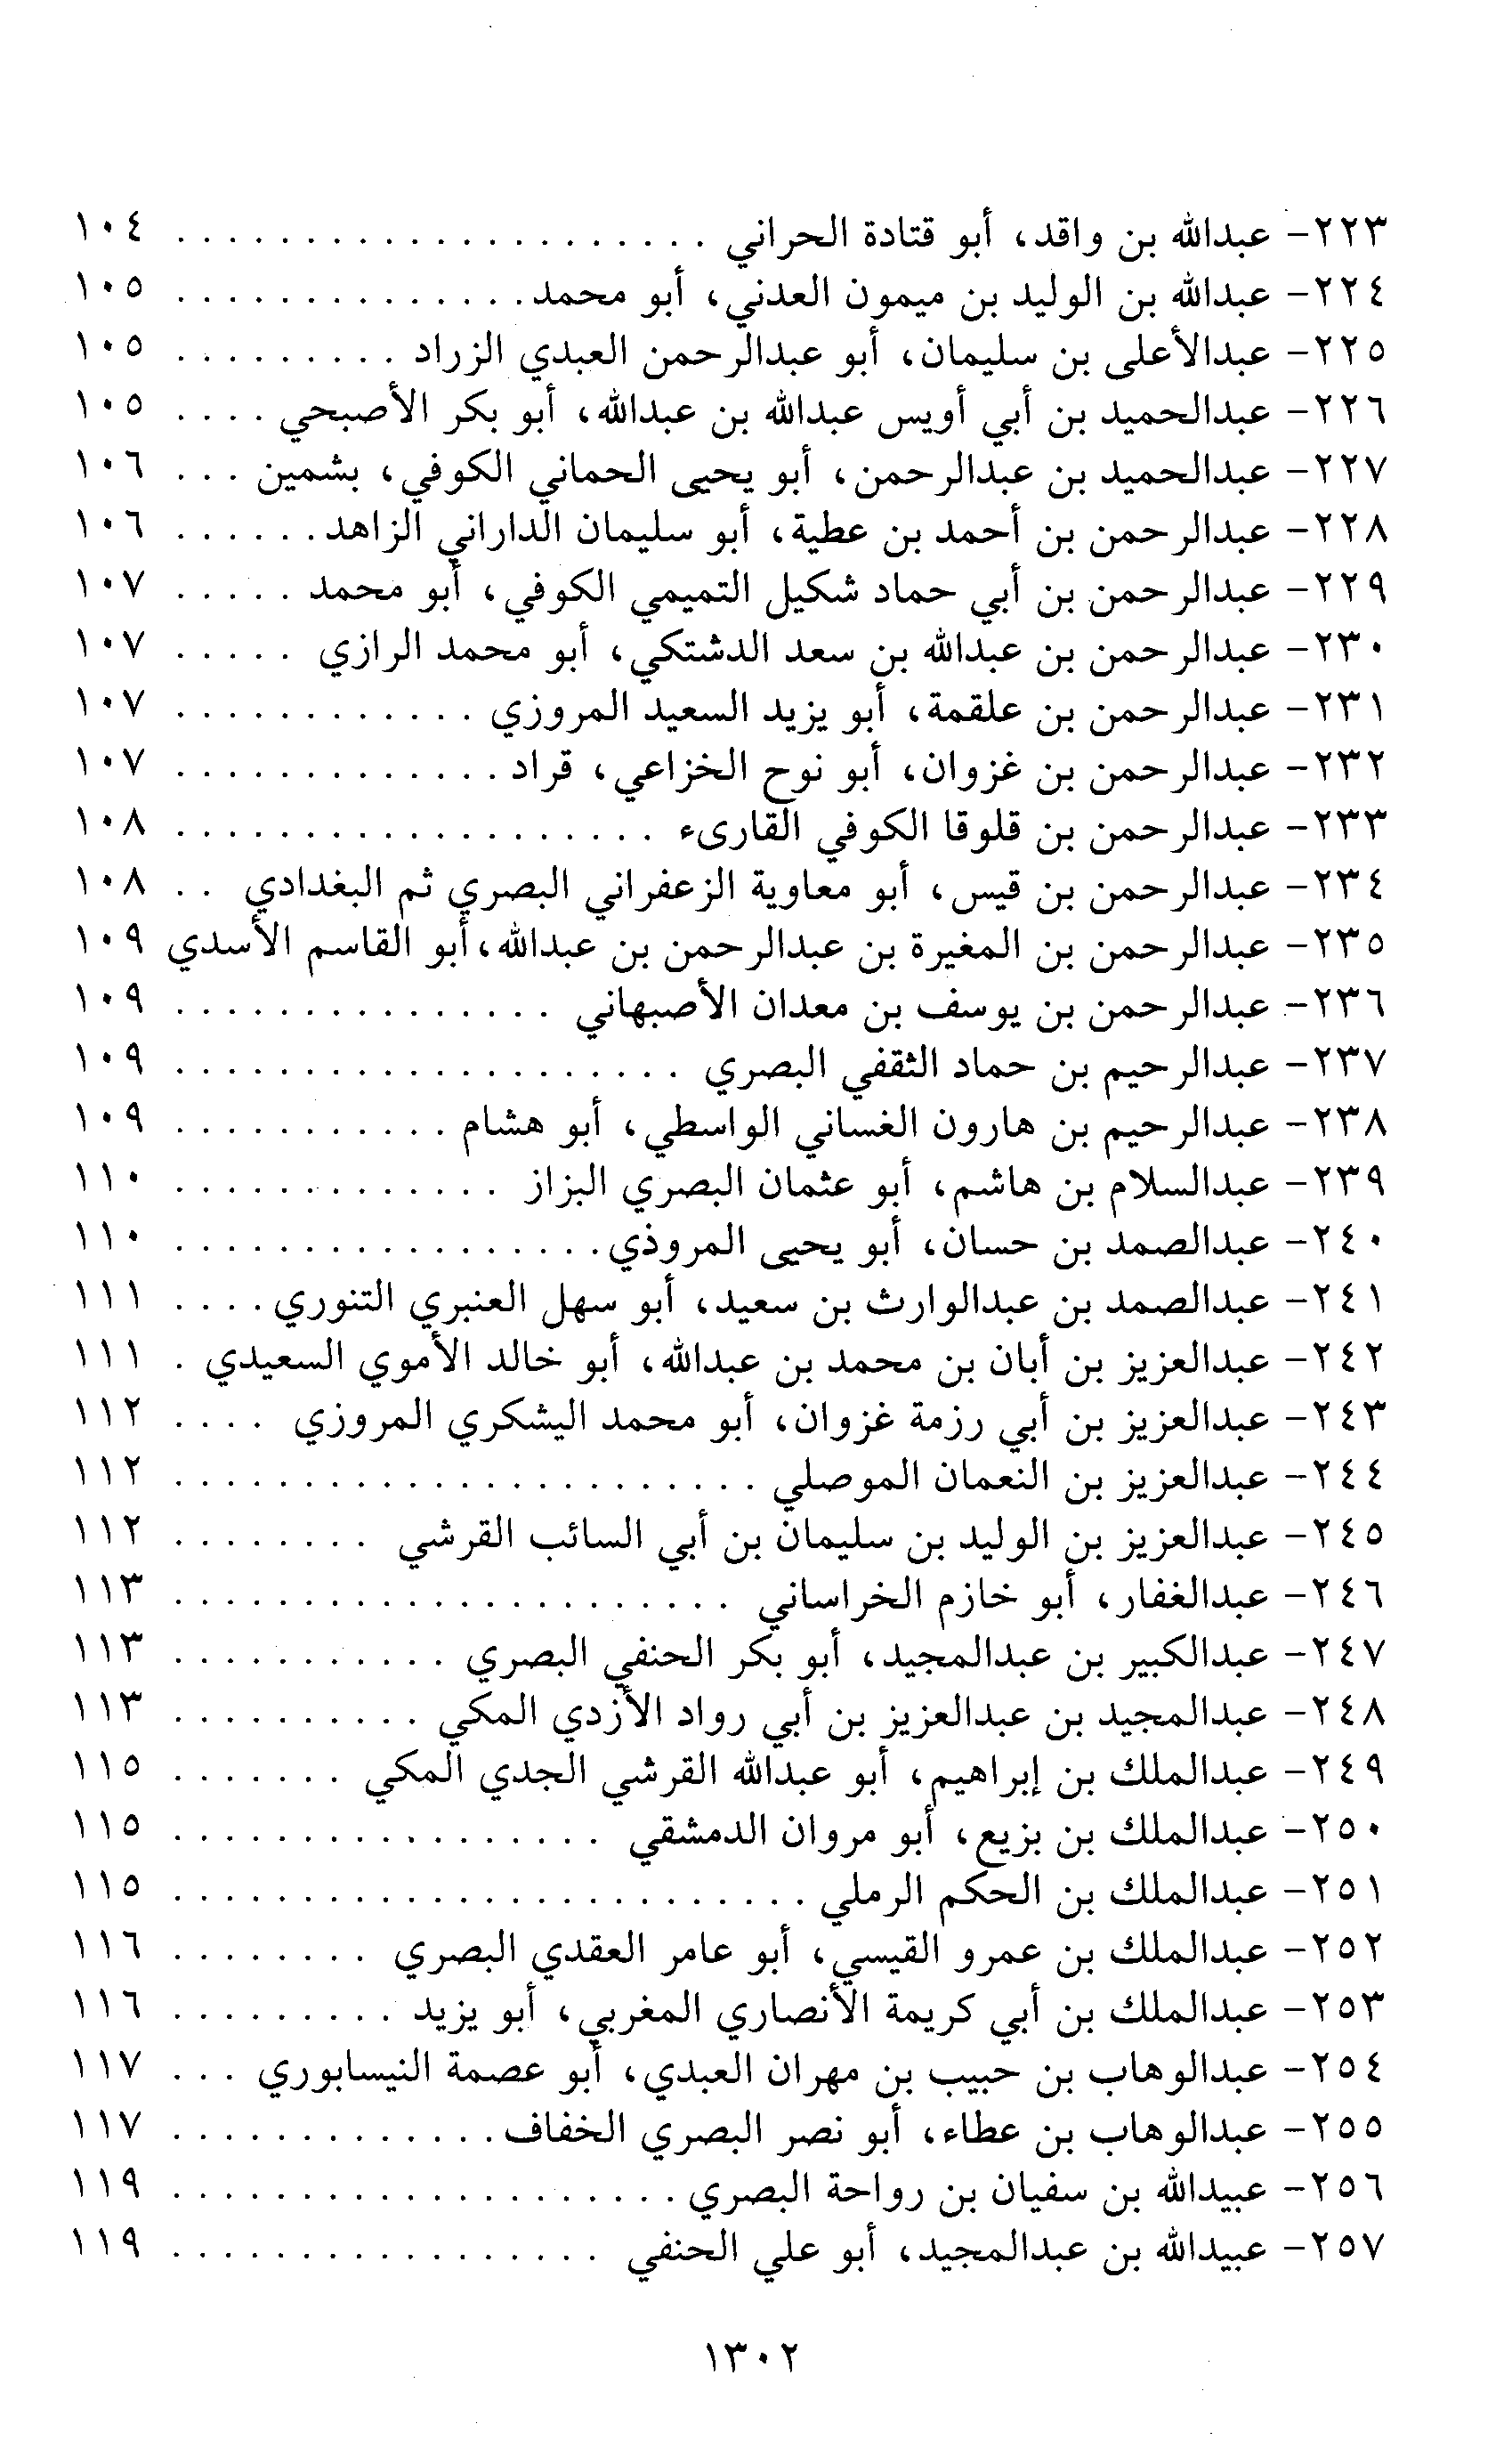 ٢٢٣- عبدالله بن واقد، أبو قتادة الحراني . . . . . . . . . . . . . . . . . . . . . ١٠٤
٢٢٤- عبدالله بن الوليد بن ميمون العدني، أبو محمد . . . . . . . . . . . . . . ١٠٥
٢٢٥- عبدالأعلى بن سليمان، أبو عبدالرحمن العبدي الزراد . . . . . . . . . ١٠٥
٢٢٦- عبدالحميد بن أبي أويس عبدالله بن عبدالله، أبو بكر الأصبحي . . . . ١٠٥
٢٢٧- عبدالحميد بن عبدالرحمن، أبو يحيى الحماني الكوفي، بشمين . . . ١٠٦
٢٢٨- عبدالرحمن بن أحمد بن عطية، أبو سليمان الداراني الزاهد . . . . . . ١٠٦
٢٢٩- عبدالرحمن بن أبي حماد شكيل التميمي الكوفي، أبو محمد . . . . . ١٠٧
٢٣٠- عبدالرحمن بن عبدالله بن سعد الدشتكي، أبو محمد الرازي . . . . . ١٠٧
٢٣١- عبدالرحمن بن علقمة، أبو يزيد السعيد المروزي . . . . . . . . . . . . ١٠٧
٢٣٢- عبدالرحمن بن غزوان، أبو نوح الخزاعي، قراد . . . . . . . . . . . . . ١٠٧
٢٣٣- عبدالرحمن بن قلوقا الكوفي القارىء . . . . . . . . . . . . . . . . . . . ١٠٨
٢٣٤- عبدالرحمن بن قيس، أبو معاوية الزعفراني البصري ثم البغدادي . . ١٠٨
٢٣٥- عبدالرحمن بن المغيرة بن عبدالرحمن بن عبدالله،أبو القاسم الأسدي ١٠٩
٢٣٦- عبدالرحمن بن يوسف بن معدان الأصبهاني . . . . . . . . . . . . . . . ١٠٩
٢٣٧- عبدالرحيم بن حماد الثقفي البصري . . . . . . . . . . . . . . . . . . . . ١٠٩
٢٣٨- عبدالرحيم بن هارون الغساني الواسطي، أبو هشام . . . . . . . . . . . ١٠٩
٢٣٩- عبدالسلام بن هاشم، أبو عثمان البصري البزاز . . . . . . . . . . . . . ١١٠
٢٤٠- عبدالصمد بن حسان، أبو يحيى المروذي . . . . . . . . . . . . . . . . . ١١٠
٢٤١- عبدالصمد بن عبدالوارث بن سعيد، أبو سهل العنبري التنوري . . . . ١١١
٢٤٢- عبدالعزيز بن أبان بن محمد بن عبدالله، أبو خالد الأموي السعيدي . ١١١
٢٤٣- عبدالعزيز بن أبي رزمة غزوان، أبو محمد اليشكري المروزي . . . . ١١٢
٢٤٤- عبدالعزيز بن النعمان الموصلي . . . . . . . . . . . . . . . . . . . . . . . ١١٢
٢٤٥- عبدالعزيز بن الوليد بن سليمان بن أبي السائب القرشي . . . . . . . . ١١٢
٢٤٦- عبدالغفار، أبو خازم الخراساني . . . . . . . . . . . . . . . . . . . . . . ١١٣
٢٤٧- عبدالكبير بن عبدالمجيد، أبو بكر الحنفي البصري . . . . . . . . . . . ١١٣
٢٤٨- عبدالمجيد بن عبدالعزيز بن أبي رواد الأزدي المكي . . . . . . . . . . ١١٣
٢٤٩- عبدالملك بن إبراهيم، أبو عبدالله القرشي الجدي المكي . . . . . . . ١١٥
٢٥٠- عبدالملك بن بزيع، أبو مروان الدمشقي . . . . . . . . . . . . . . . . . ١١٥
٢٥١- عبدالملك بن الحكم الرملي . . . . . . . . . . . . . . . . . . . . . . . . . ١١٥
٢٥٢- عبدالملك بن عمرو القيسي، أبو عامر العقدي البصري . . . . . . . . ١١٦
٢٥٣- عبدالملك بن أبي كريمة الأنصاري المغربي، أبو يزيد . . . . . . . . . ١١٦
٢٥٤- عبدالوهاب بن حبيب بن مهران العبدي، أبو عصمة النيسابوري . . . ١١٧
٢٥٥- عبدالوهاب بن عطاء، أبو نصر البصري الخفاف . . . . . . . . . . . . . ١١٧
٢٥٦- عبيدالله بن سفيان بن رواحة البصري . . . . . . . . . . . . . . . . . . . . ١١٩
٢٥٧- عبيدالله بن عبدالمجيد، أبو علي الحنفي . . . . . . . . . . . . . . . . . ١١٩
١٣٠٢